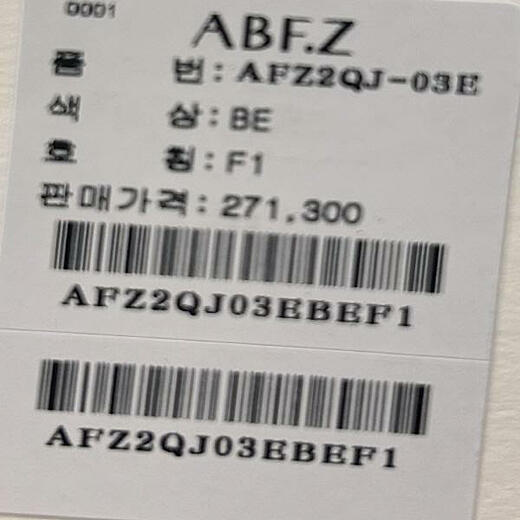 0001
ABF.Z
품 번 : AFZ2QJ-03E
색 상 : BE
호 칭 : F1
판매가격 : 271,300
AFZ2QJ03EBEF1
AFZ2QJ03EBEF1